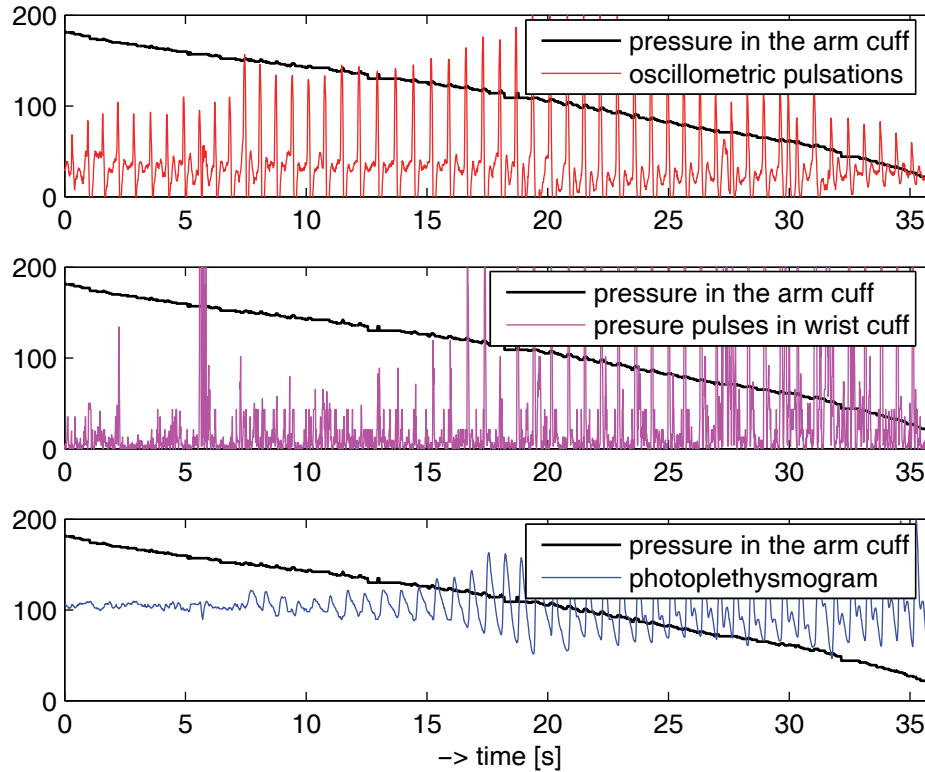 200
100
0
0 5 10 15 20 25 30 35
pressure in the arm cuff
oscillometric pulsations
200
100
0
0 5 10 15 20 25 30 35
pressure in the arm cuff
presure pulses in wrist cuff
200
100
0
0 5 10 15 20 25 30 35
pressure in the arm cuff
photoplethysmogram
−> time [s]